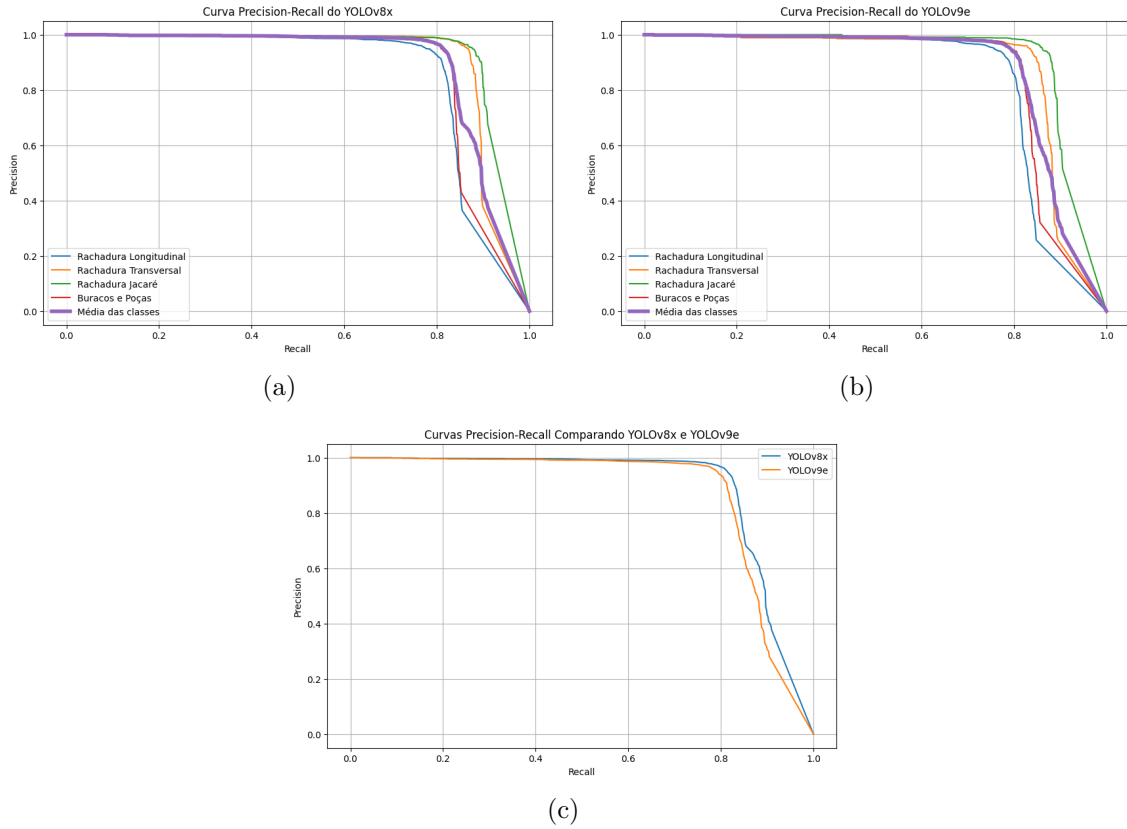 Curva Precision-Recall do YOLOv8x
1.0
0.8
0.6
0.4
0.2
0.0
Precision
Rachadura Longitudinal
Rachadura Transversal
Rachadura Jacaré
Buracos e Poças
Média das classes
0.0 0.2 0.4 0.6 0.8 1.0
Recall
(a)
Curva Precision-Recall do YOLOv9e
1.0
0.8
0.6
0.4
0.2
0.0
Precision
Rachadura Longitudinal
Rachadura Transversal
Rachadura Jacaré
Buracos e Poças
Média das classes
0.0 0.2 0.4 0.6 0.8 1.0
Recall
(b)
Curvas Precision-Recall Comparando YOLOv8x e YOLOv9e
YOLOv8x
YOLOv9e
1.0
0.8
0.6
0.4
0.2
0.0
Precision
0.0 0.2 0.4 0.6 0.8 1.0
Recall
(c)